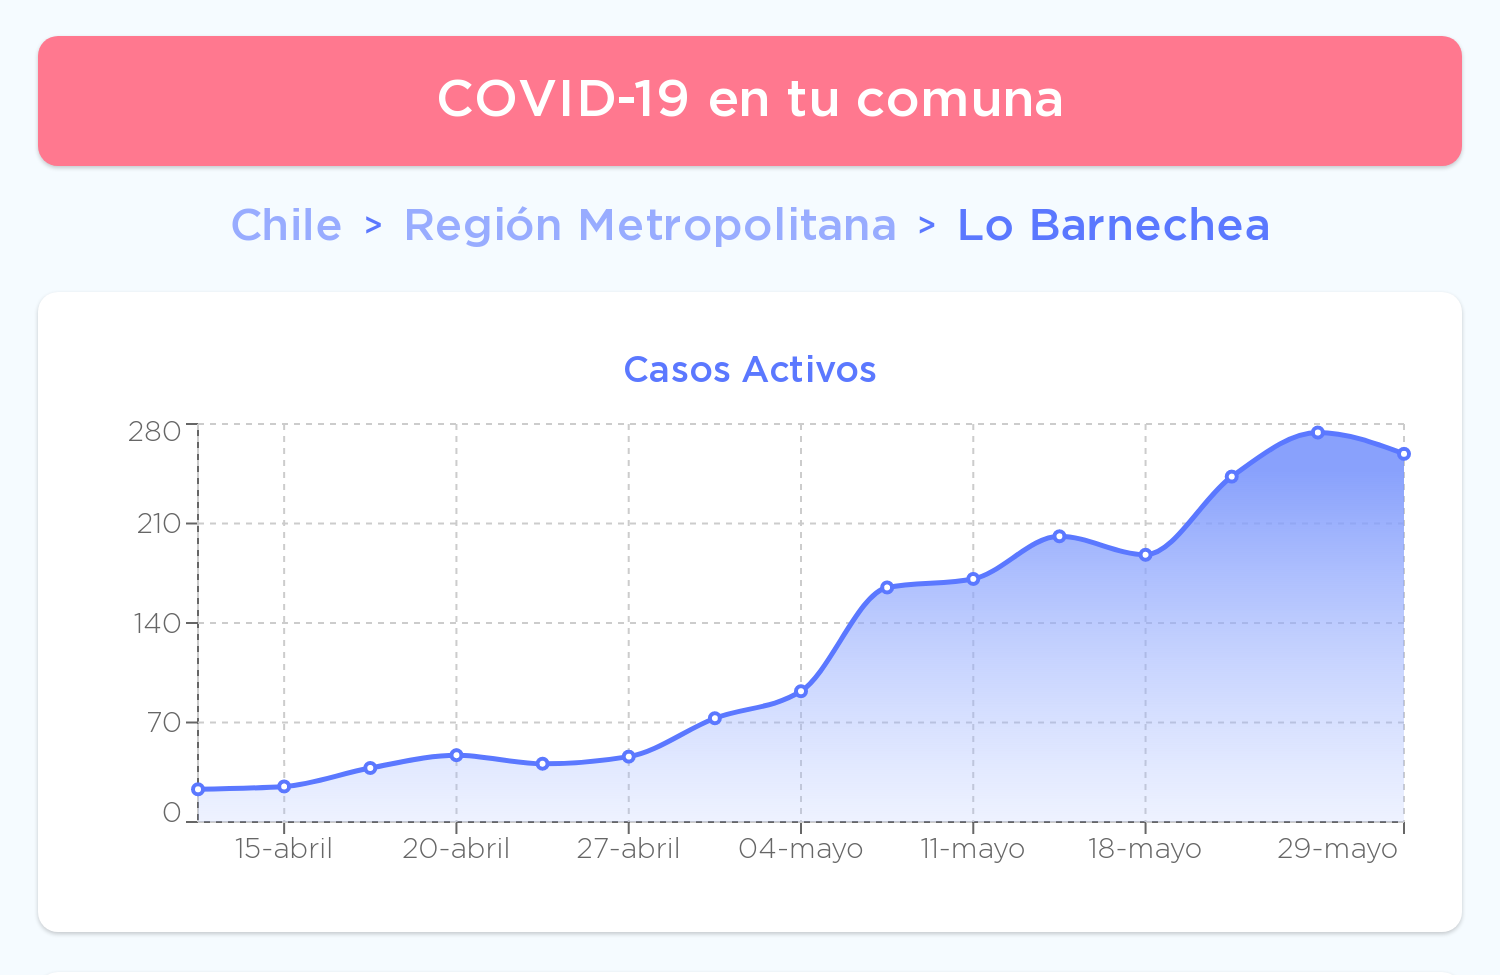 COVID-19 en tu comuna
Chile > Región Metropolitana > Lo Barnechea
Casos Activos
280
210
140
70
0
15-abril 20-abril 27-abril 04-mayo 11-mayo 18-mayo 29-mayo